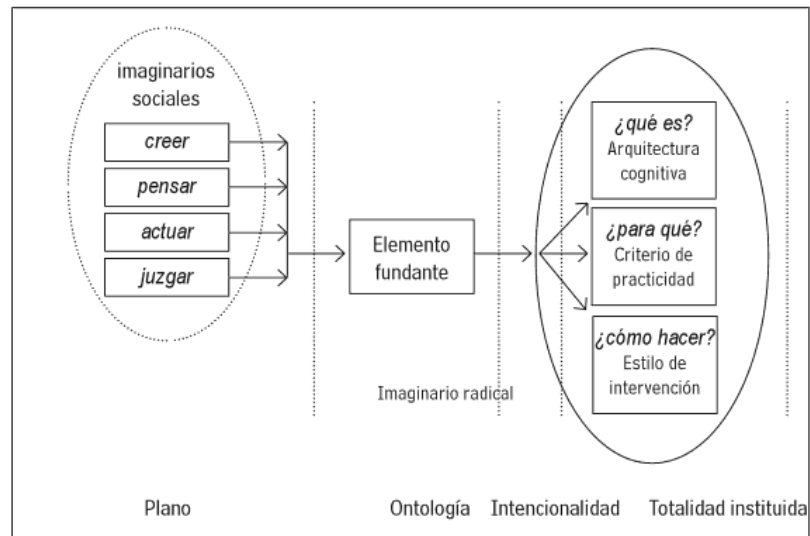 imaginarios
sociales
creer
pensar
actuar
juzgar
Elemento
fundante
¿qué es?
Arquitectura
cognitiva
¿para qué?
Criterio de
practicidad
¿cómo hacer?
Estilo de
intervención
Imaginario radical
Plano
Ontología
Intencionalidad
Totalidad instituida